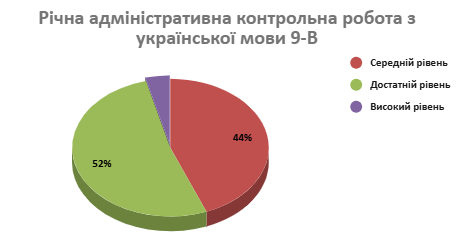 Річна адміністративна контрольна робота з
української мови 9-В
Середній рівень
Достатній рівень
Високий рівень
44%
52%